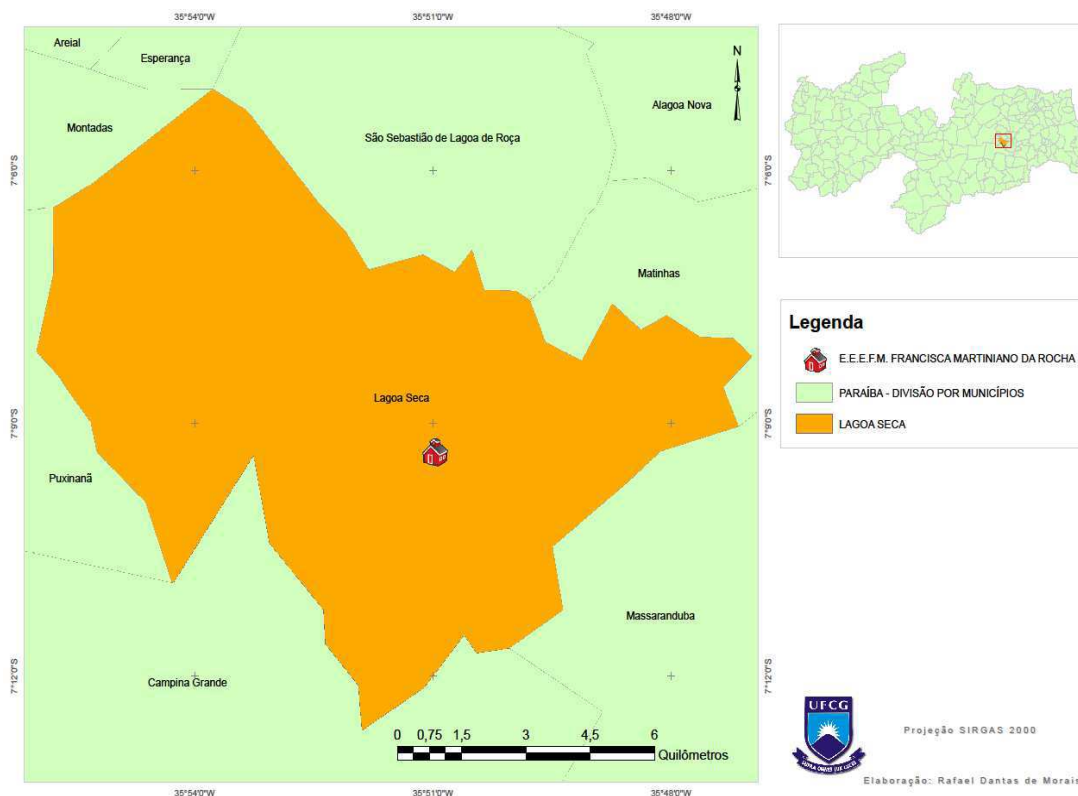 35°54'0"W
35°51'0"W
35°48'0"W
Areial
Esperança
N
Montadas
São Sebastião de Lagoa de Roça
Alagoa Nova
7°6'0"S
7°6'0"S
Matinhas
Lagoa Seca
7°9'0"S
7°9'0"S
Puxinanã
Massaranduba
Campina Grande
7°12'0"S
7°12'0"S
0 0,75 1,5 3 4,5 6
Quilômetros
35°54'0"W
35°51'0"W
35°48'0"W
Legenda
E.E.E.F.M. FRANCISCA MARTINIANO DA ROCHA
PARAÍBA - DIVISÃO POR MUNICÍPIOS
LAGOA SECA
UFCG
Projeção SIRGAS 2000
Elaboração: Rafael Dantas de Morais